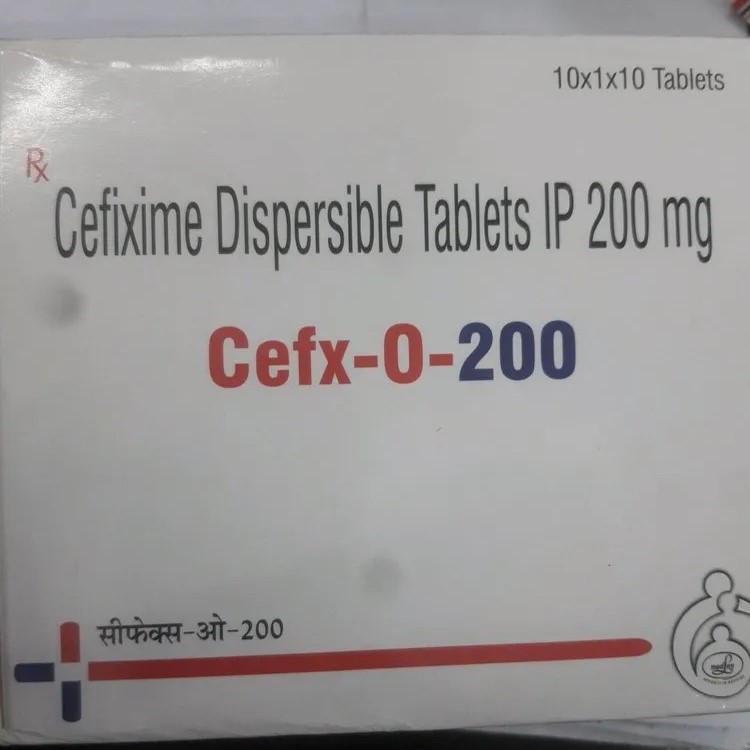 10x1x10 Tablets
Rx
Cefixime Dispersible Tablets IP 200 mg
Cefx-O-200
सीफेक्स-ओ-200